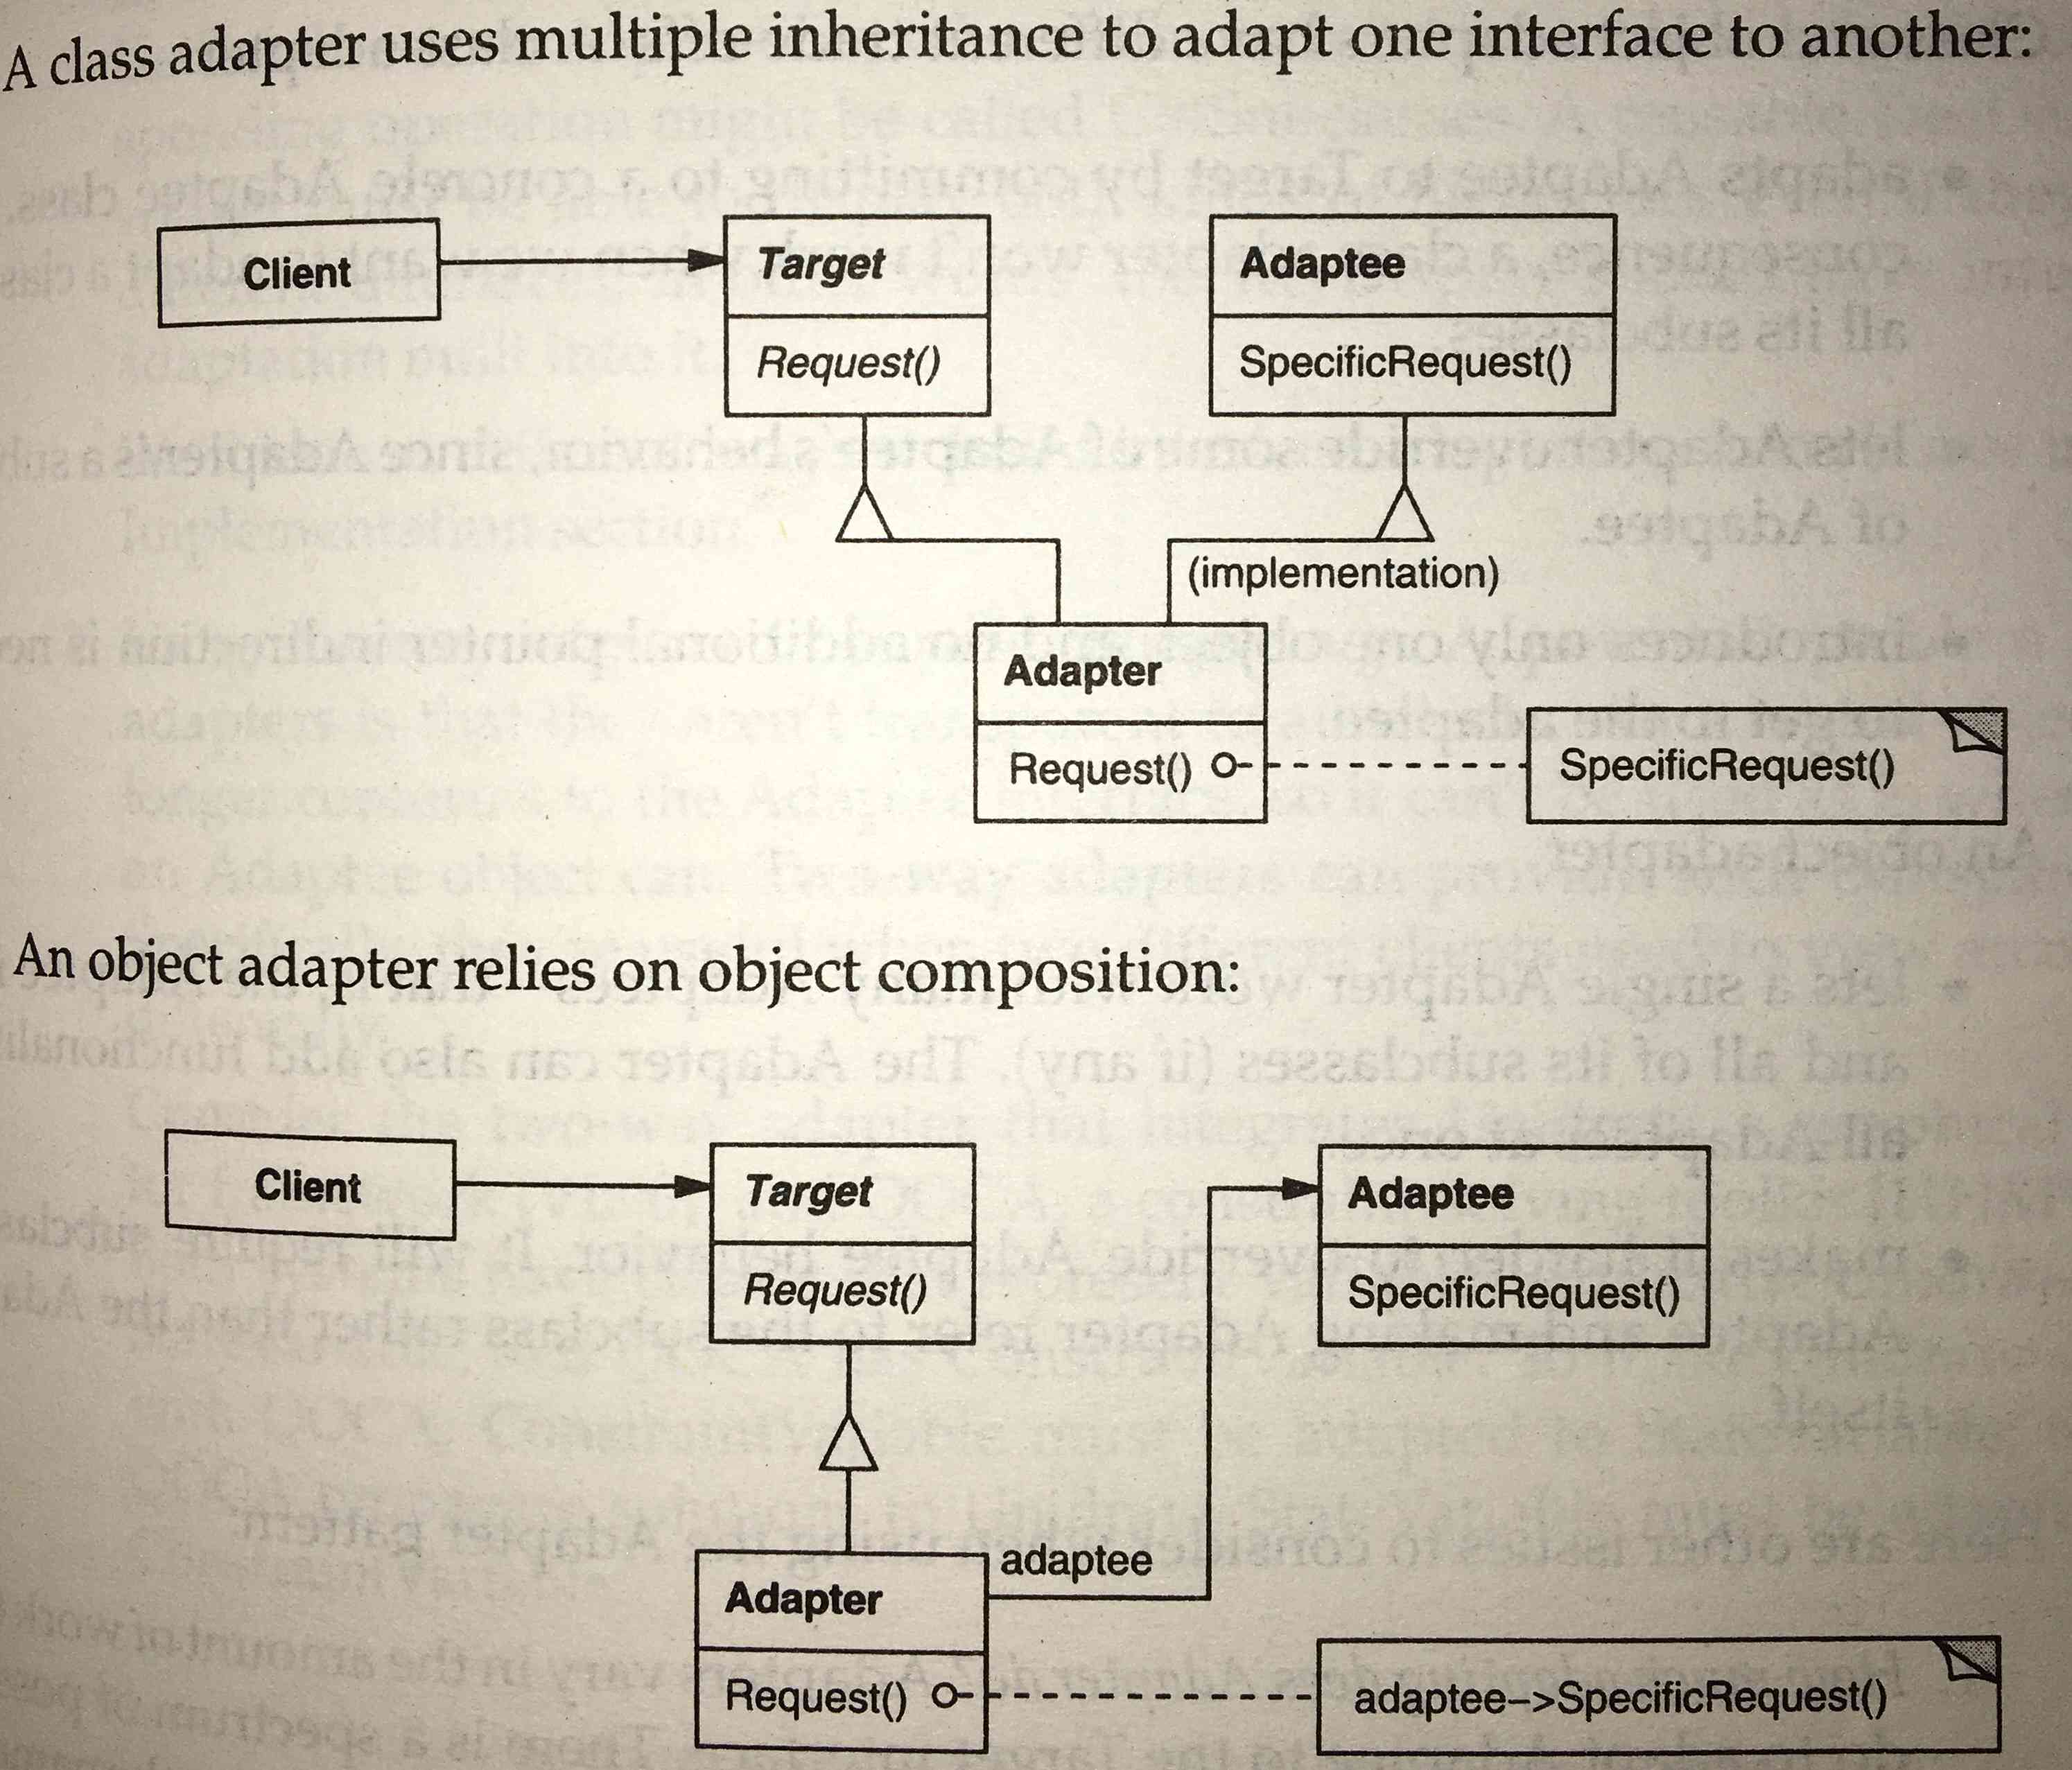 A class adapter uses multiple inheritance to adapt one interface to another:
Client
Target
Request()
Adaptee
SpecificRequest()
(implementation)
Adapter
Request()
SpecificRequest()
An object adapter relies on object composition:
Client
Target
Request()
Adaptee
SpecificRequest()
adaptee
Adapter
Request()
adaptee–>SpecificRequest()